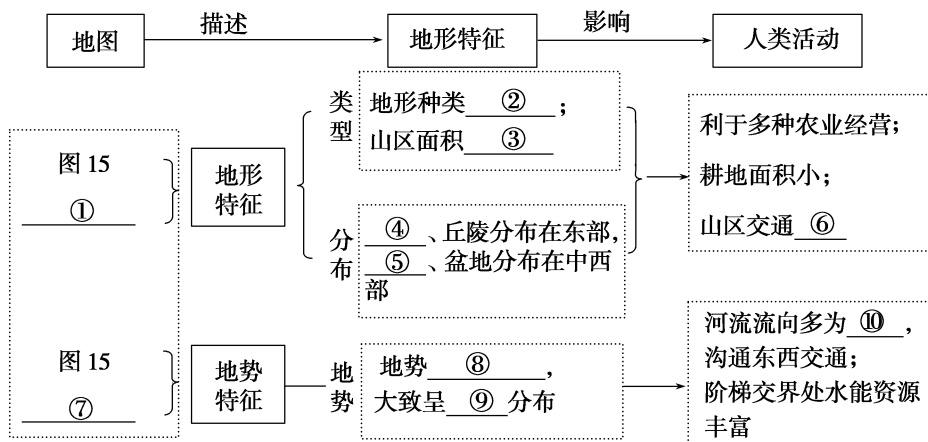 地图 描述 地形特征 影响 人类活动
类型
地形种类 ② ；
山区面积 ③
图 15
①
地形特征
分布
④ 、丘陵分布在东部，
⑤ 、盆地分布在中西
部
利于多种农业经营；
耕地面积小；
山区交通 ⑥
图 15
⑦
地势特征
地势
地势 ⑧ ，
大致呈 ⑨ 分布
河流流向多为 ⑩ ，
沟通东西交通；
阶梯交界处水能资源
丰富